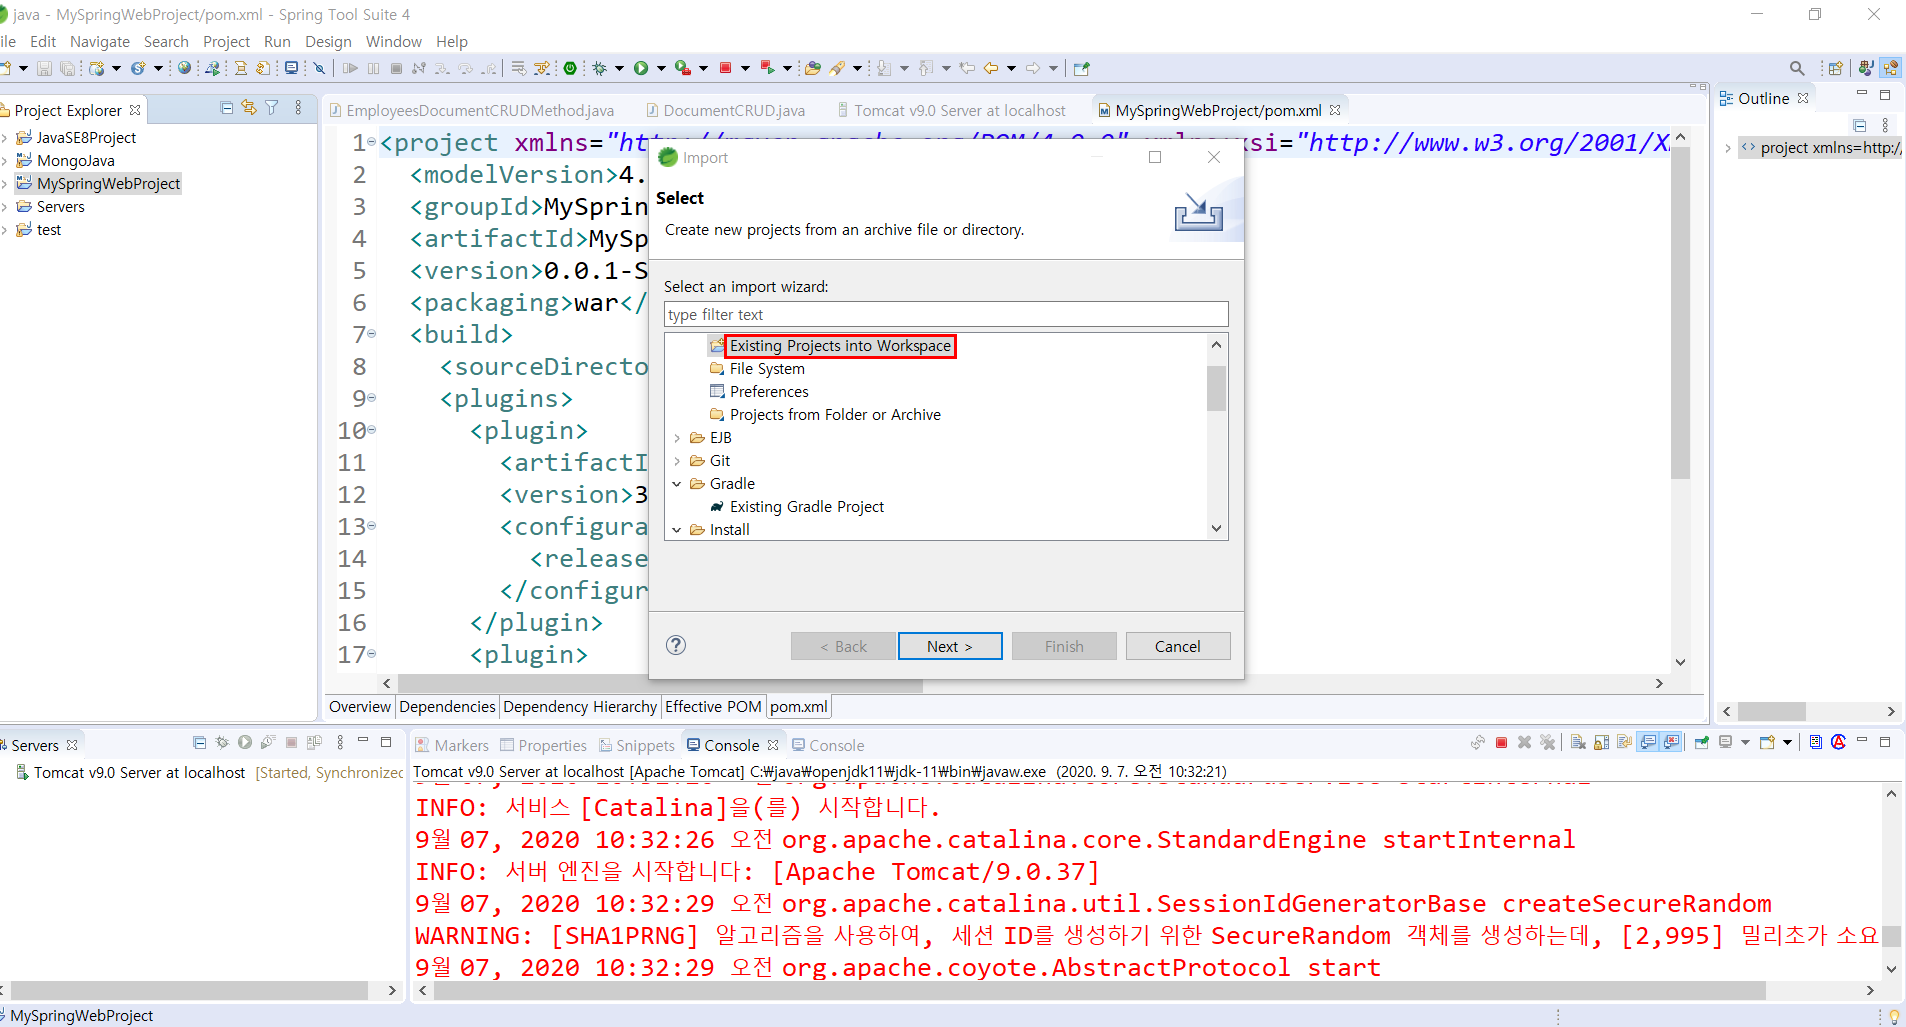 java - MySpringWebProject/pom.xml - Spring Tool Suite 4
ile Edit Navigate Search Project Run Design Window Help
Project Explorer
JavaSE8Project
MongoJava
MySpringWebProject
Servers
test
EmployeesDocumentCRUDMethod.java DocumentCRUD.java Tomcat v9.0 Server at localhost MySpringWebProject/pom.xml
1 <project xmlns="http://maven.apache.org/POM/4.0.0" xmlns:xsi="http://www.w3.org/2001/X
2 <modelVersion>4.
3 <groupId>MySprin
4 <artifactId>MySp
5 <version>0.0.1-S
6 <packaging>war</
7 <build>
8 <sourceDirecto
9 <plugins>
10 <plugin>
11 <artifactI
12 <version>3
13 <configura
14 <release
15 </configur
16 </plugin>
17 <plugin>
Overview Dependencies Dependency Hierarchy Effective POM pom.xml
Import
Select
Create new projects from an archive file or directory.
Select an import wizard:
type filter text
Existing Projects into Workspace
File System
Preferences
Projects from Folder or Archive
EJB
Git
Gradle
Existing Gradle Project
Install
? < Back Next > Finish Cancel
Outline
project xmlns=http:/
Servers
Tomcat v9.0 Server at localhost [Started, Synchronized
Markers Properties Snippets Console Console
Tomcat v9.0 Server at localhost [Apache Tomcat] C:₩java₩openjdk11₩jdk-11₩bin₩javaw.exe (2020. 9. 7. 오전 10:32:21)
INFO: 서비스 [Catalina]을(를) 시작합니다.
9월 07, 2020 10:32:26 오전 org.apache.catalina.core.StandardEngine startInternal
INFO: 서버 엔진을 시작합니다: [Apache Tomcat/9.0.37]
9월 07, 2020 10:32:29 오전 org.apache.catalina.util.SessionIdGeneratorBase createSecureRandom
WARNING: [SHA1PRNG] 알고리즘을 사용하여, 세션 ID를 생성하기 위한 SecureRandom 객체를 생성하는데, [2,995] 밀리초가 소요
9월 07, 2020 10:32:29 오전 org.apache.coyote.AbstractProtocol start
MySpringWebProject